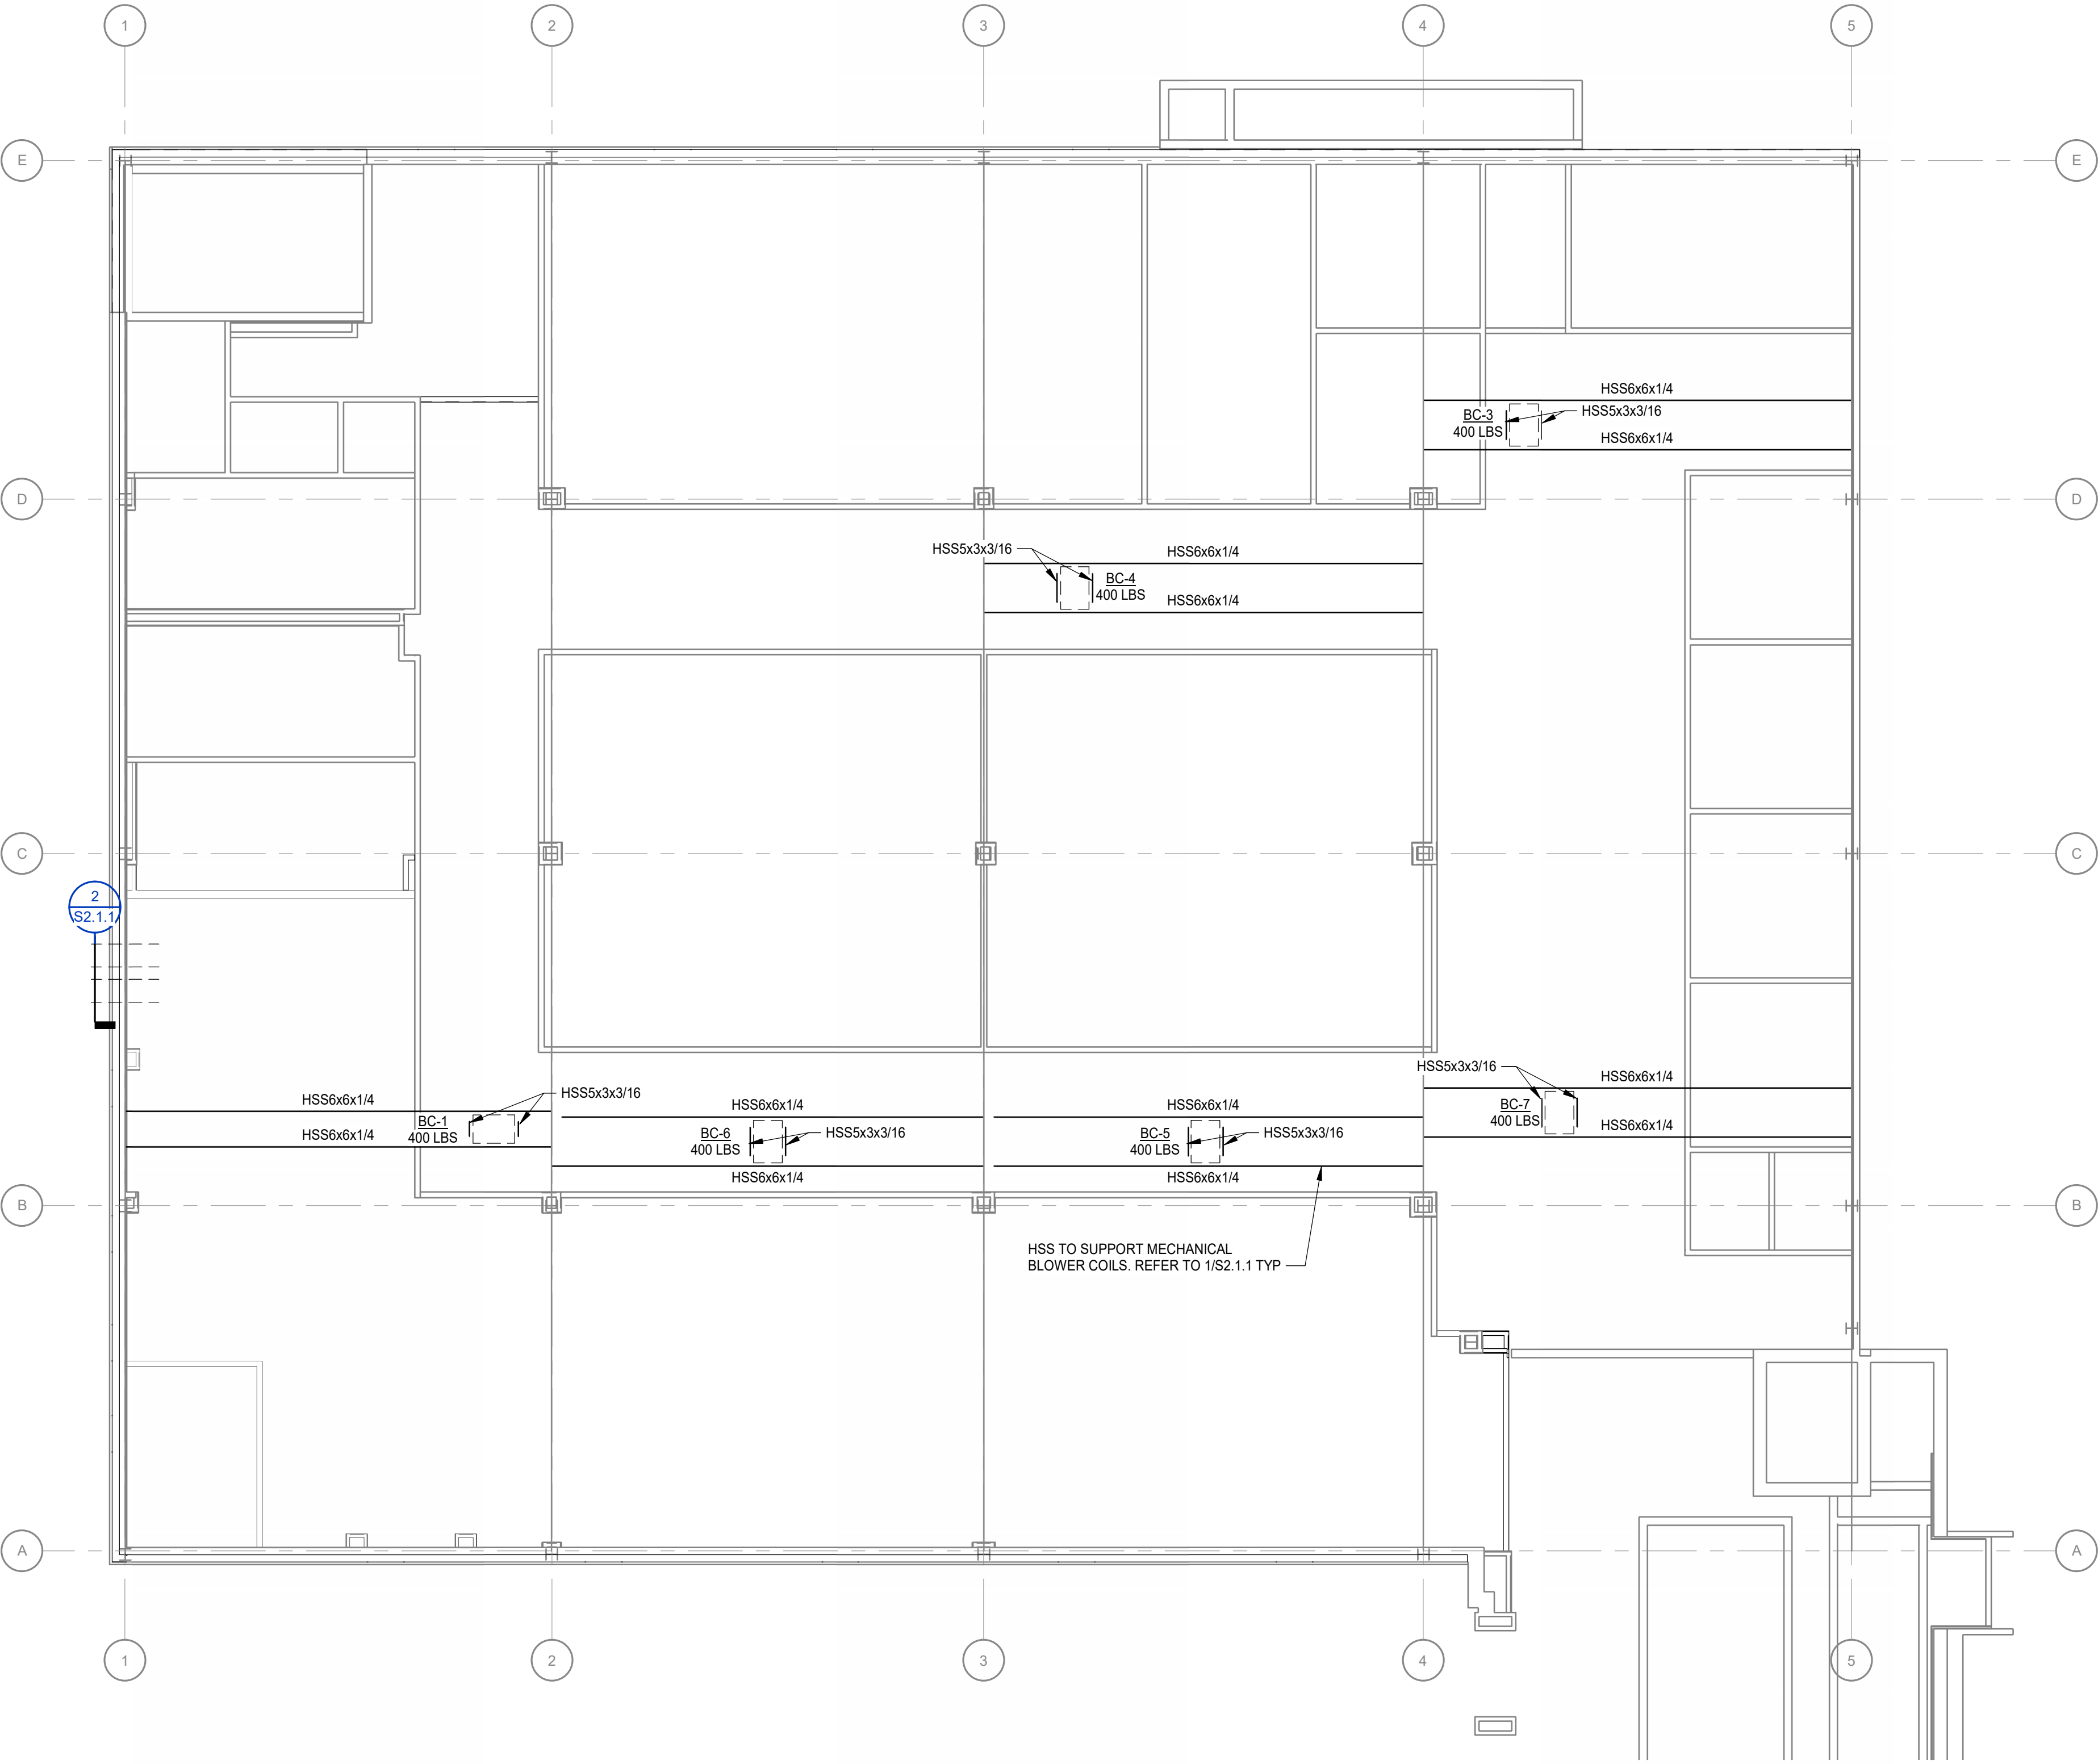 1
2
3
4
5
E
E
HSS6x6x1/4
BC-3
400 LBS
HSS5x3x3/16
HSS6x6x1/4
D
D
HSS5x3x3/16
HSS6x6x1/4
BC-4
400 LBS
HSS6x6x1/4
C
C
2
S2.1.1
HSS5x3x3/16
HSS6x6x1/4
HSS6x6x1/4
BC-1
400 LBS
HSS5x3x3/16
HSS6x6x1/4
HSS6x6x1/4
BC-6
400 LBS
HSS5x3x3/16
HSS6x6x1/4
HSS6x6x1/4
BC-5
400 LBS
HSS5x3x3/16
HSS6x6x1/4
BC-7
400 LBS
HSS6x6x1/4
B
B
HSS TO SUPPORT MECHANICAL
BLOWER COILS. REFER TO 1/S2.1.1 TYP
A
A
1
2
3
4
5